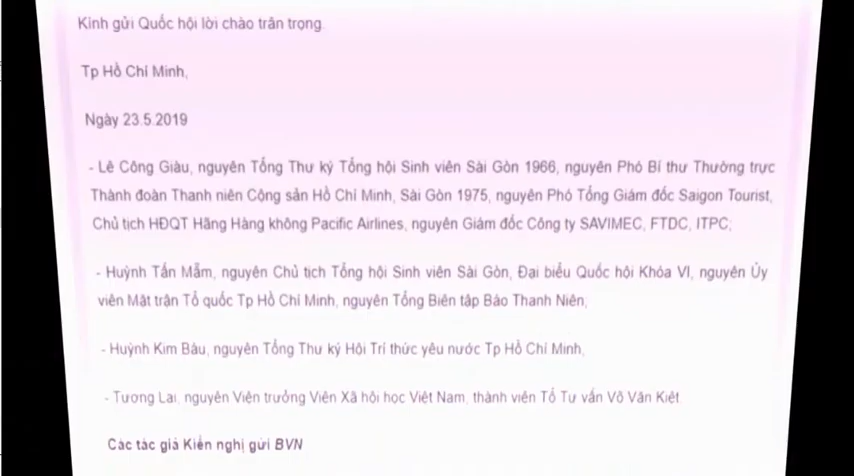 Kính gửi Quốc hội lời chào trân trọng.
Tp Hồ Chí Minh,
Ngày 23.5.2019
- Lê Công Giàu, nguyên Tổng Thư ký Tổng hội Sinh viên Sài Gòn 1966, nguyên Phó Bí thư Thường trực
Thành đoàn Thanh niên Cộng sản Hồ Chí Minh, Sài Gòn 1975, nguyên Phó Tổng Giám đốc Saigon Tourist,
Chủ tịch HĐQT Hãng Hàng không Pacific Airlines, nguyên Giám đốc Công ty SAVIMEC, FTDC, ITPC;
- Huỳnh Tấn Mẫm, nguyên Chủ tịch Tổng hội Sinh viên Sài Gòn, Đại biểu Quốc hội Khóa VI, nguyên Ủy
viên Mặt trận Tổ quốc Tp Hồ Chí Minh, nguyên Tổng Biên tập Báo Thanh Niên,
- Huỳnh Kim Báu, nguyên Tổng Thư ký Hội Trí thức yêu nước Tp Hồ Chí Minh,
- Tương Lai, nguyên Viện trưởng Viện Xã hội học Việt Nam, thành viên Tổ Tư vấn Võ Văn Kiệt.
Các tác giả Kiến nghị gửi BVN